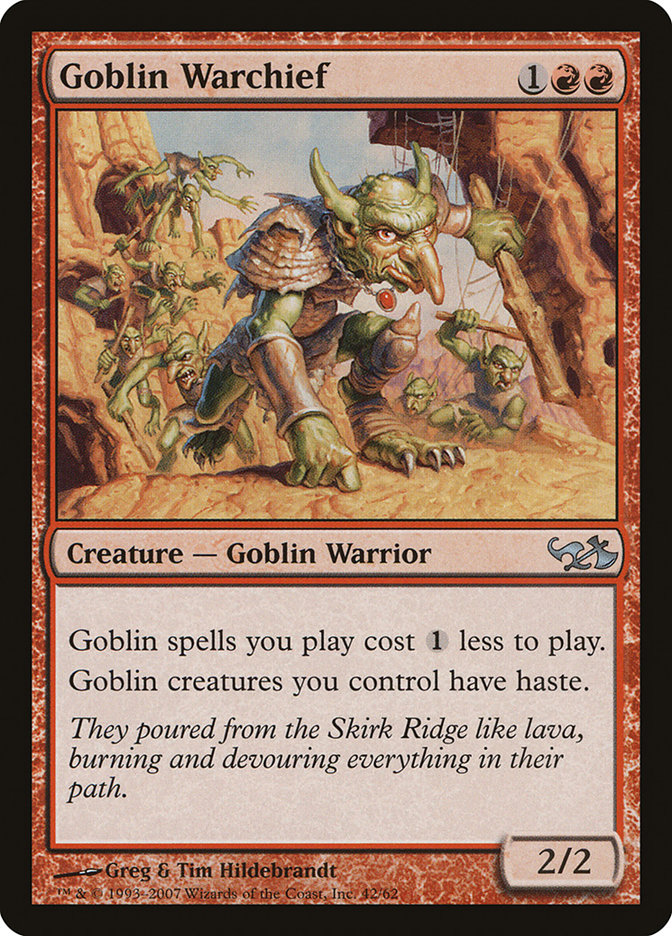 Goblin Warchief 1
Creature — Goblin Warrior
Goblin spells you play cost 1 less to play.
Goblin creatures you control have haste.
They poured from the Skirk Ridge like lava,
burning and devouring everything in their
path.
2/2
Greg & Tim Hildebrandt
™ & © 1993–2007 Wizards of the Coast, Inc. 42/62